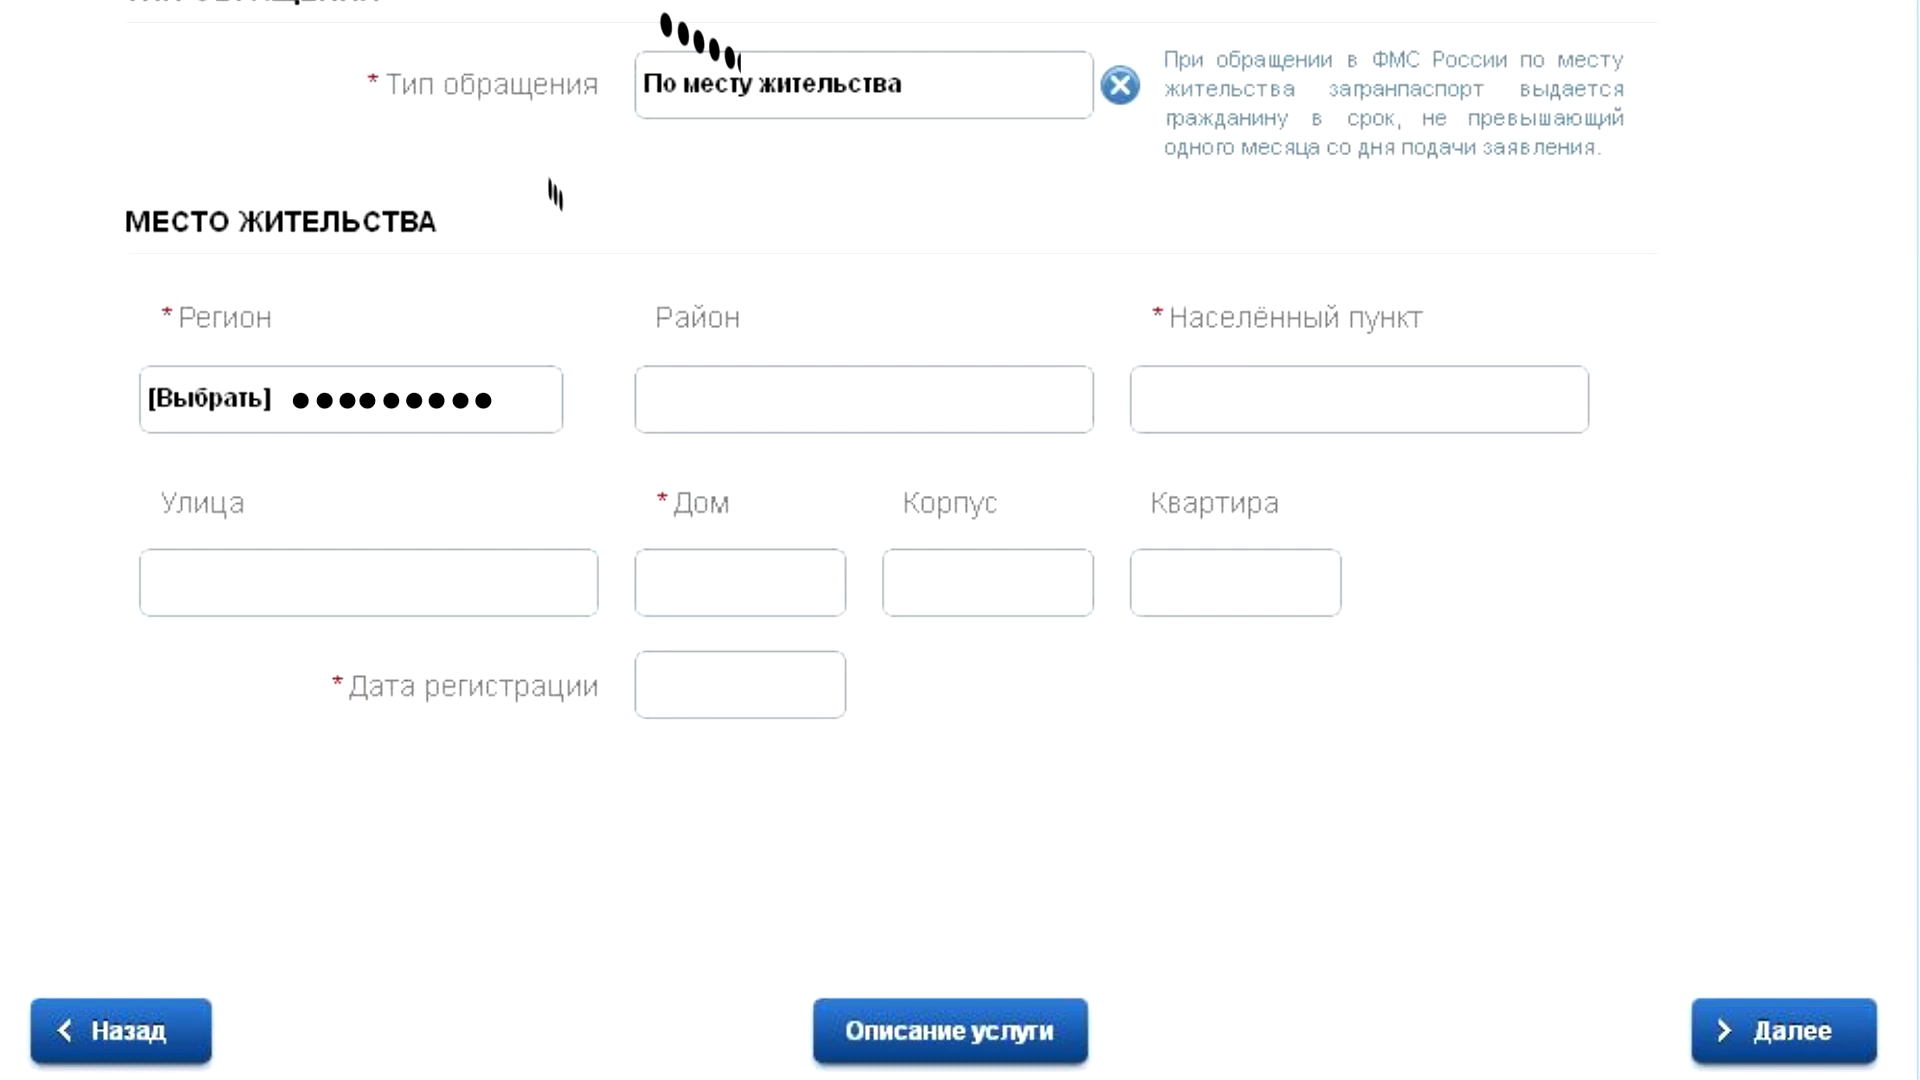 * Тип обращения
По месту жительства
При обращении в ФМС России по месту
жительства загранпаспорт выдается
гражданину в срок, не превышающий
одного месяца со дня подачи заявления.
МЕСТО ЖИТЕЛЬСТВА
* Регион
Район
* Населённый пункт
[Выбрать]
Улица
* Дом
Корпус
Квартира
* Дата регистрации
Назад
Описание услуги
Далее